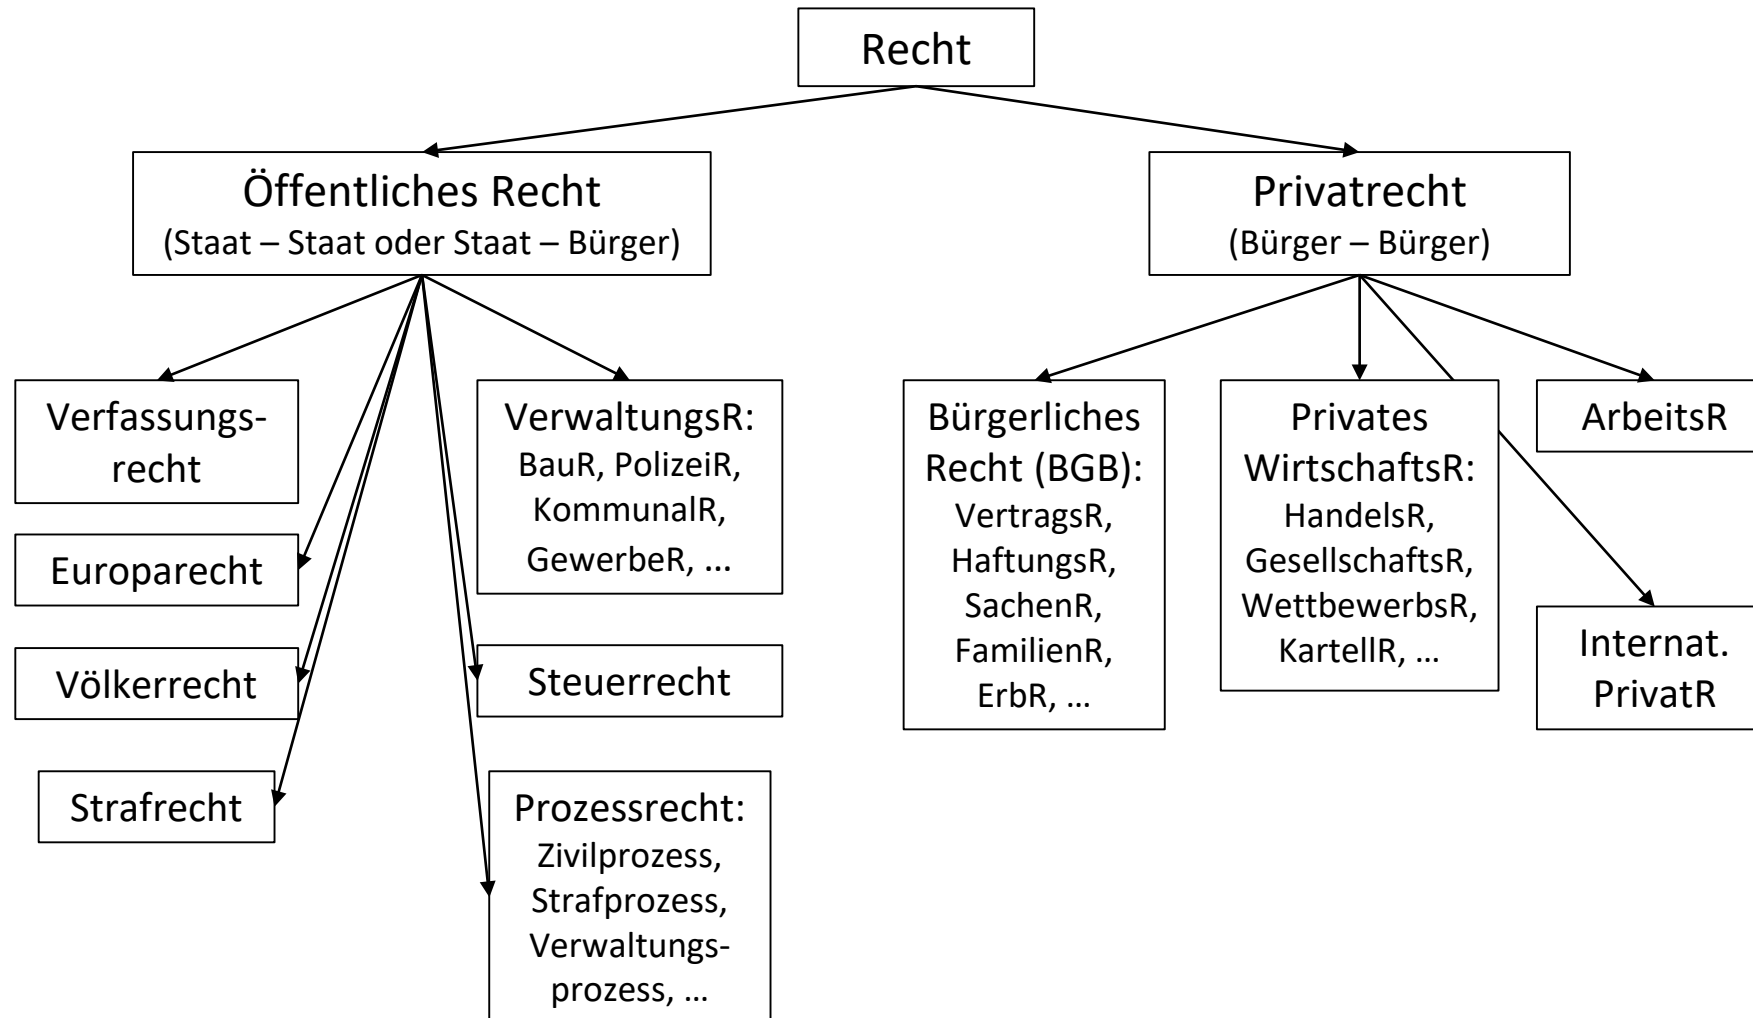 Recht
Öffentliches Recht
(Staat – Staat oder Staat – Bürger)
Privatrecht
(Bürger – Bürger)
Verfassungs-
recht
Europarecht
Völkerrecht
Strafrecht
VerwaltungsR:
BauR, PolizeiR,
KommunalR,
GewerbeR, ...
Steuerrecht
Prozessrecht:
Zivilprozess,
Strafprozess,
Verwaltungs-
prozess, ...
Bürgerliches
Recht (BGB):
VertragsR,
HaftungsR,
SachenR,
FamilienR,
ErbR, ...
Privates
WirtschaftsR:
HandelsR,
GesellschaftsR,
WettbewerbsR,
KartellR, ...
ArbeitsR
Internat.
PrivatR